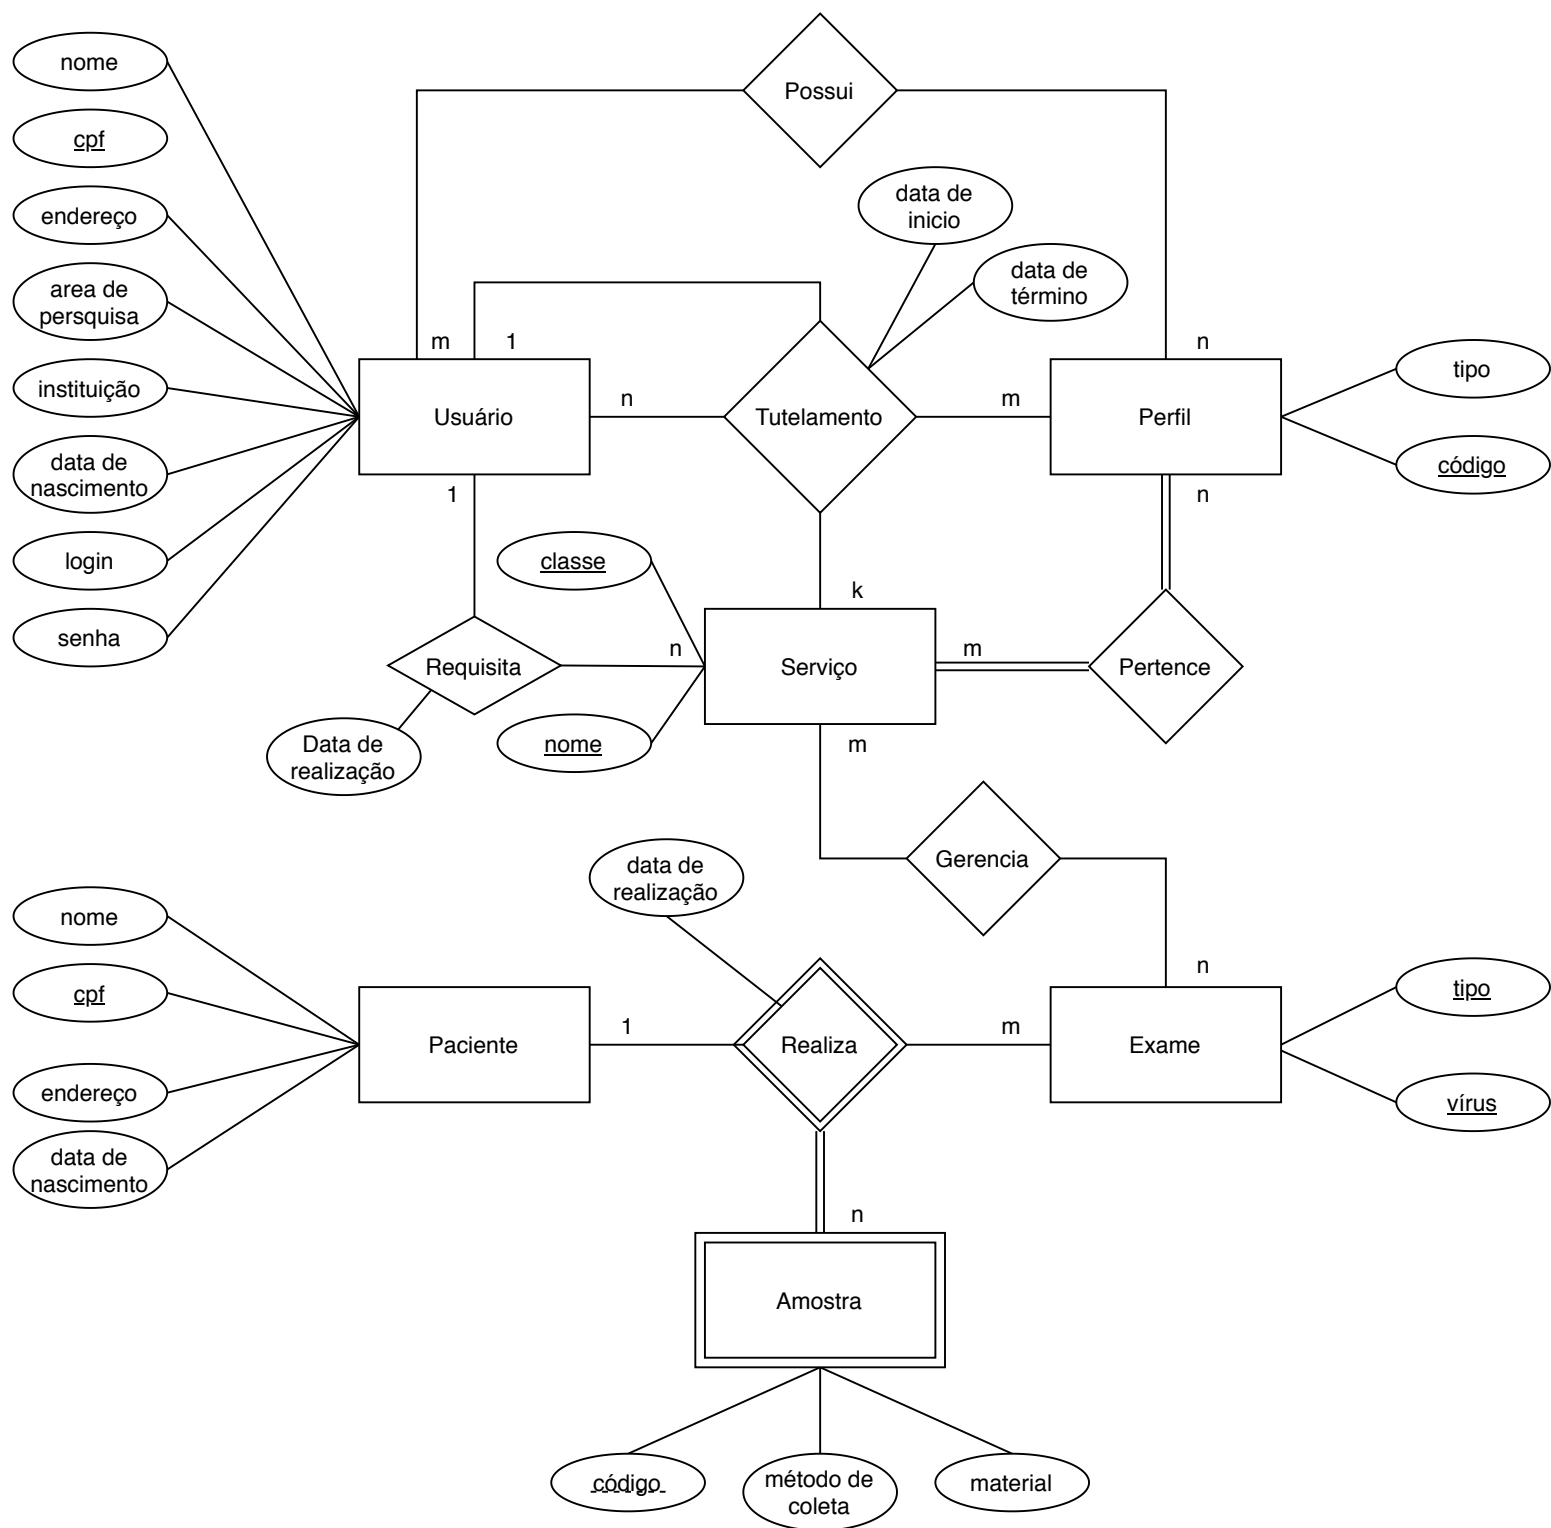 Possui
nome
cpf
endereço
area de
persquisa
instituição
data de
nascimento
login
senha
data de
inicio
data de
término
m
1
n
Usuário
n
Tutelamento
m
Perfil
tipo
código
1
n
classe
k
Requisita
n
Serviço
m
Pertence
Data de
realização
nome
m
Gerencia
data de
realização
n
nome
cpf
endereço
data de
nascimento
Paciente
1
Realiza
m
Exame
tipo
vírus
n
Amostra
código
método de
coleta
material